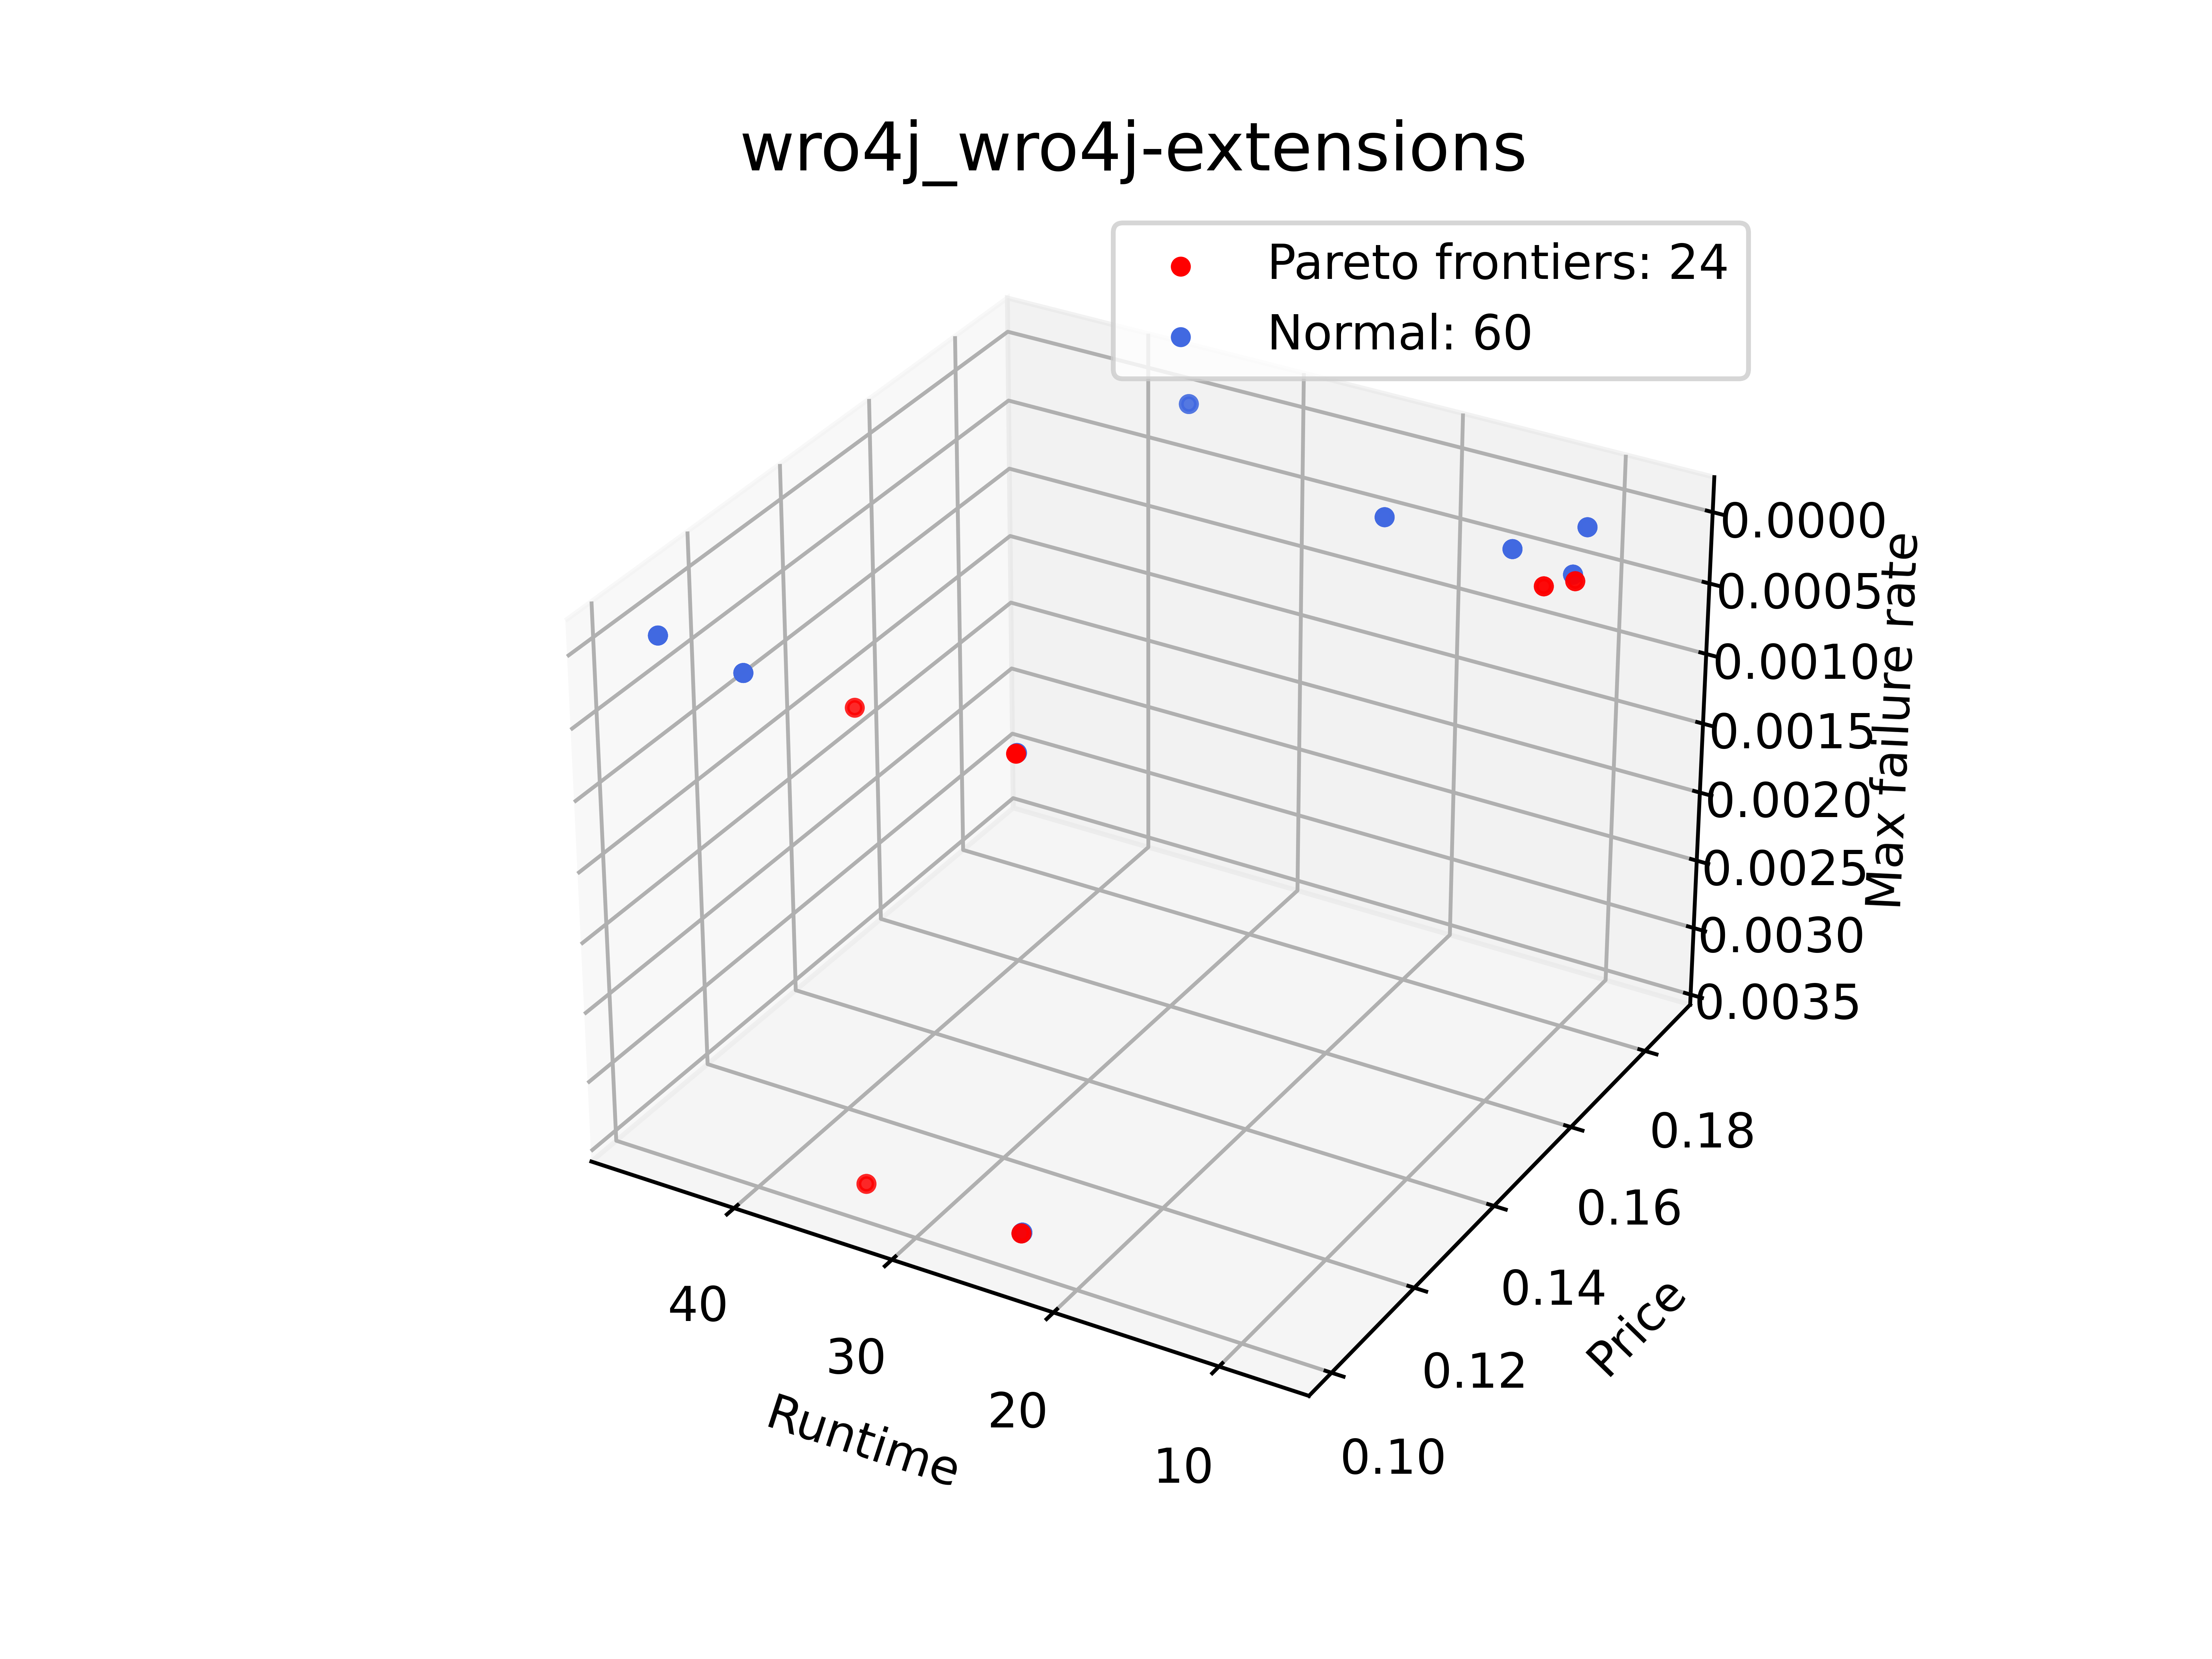 wro4j_wro4j-extensions
Pareto frontiers: 24
Normal: 60
0.0000
0.0005
0.0010
0.0015
0.0020
0.0025
0.0030
0.0035
Max failure rate
0.18
0.16
0.14
0.12
0.10
Price
40
30
20
10
Runtime